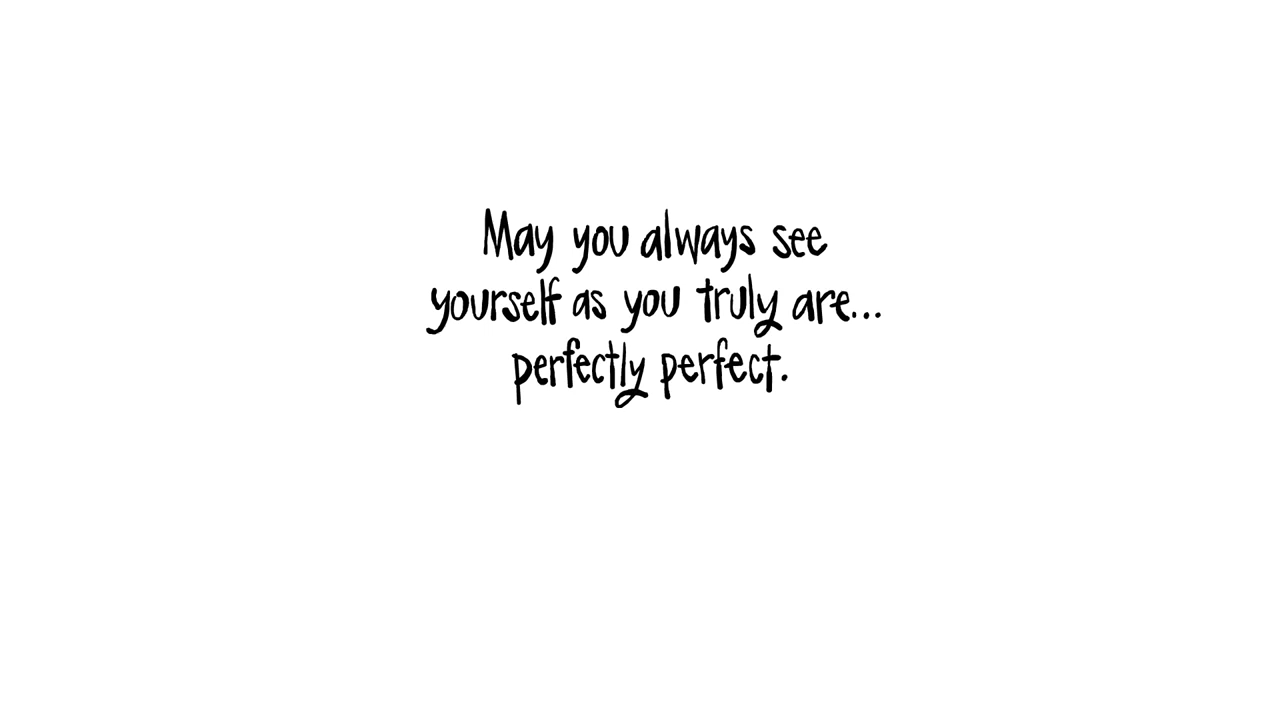 May you always see
yourself as you truly are...
perfectly perfect.